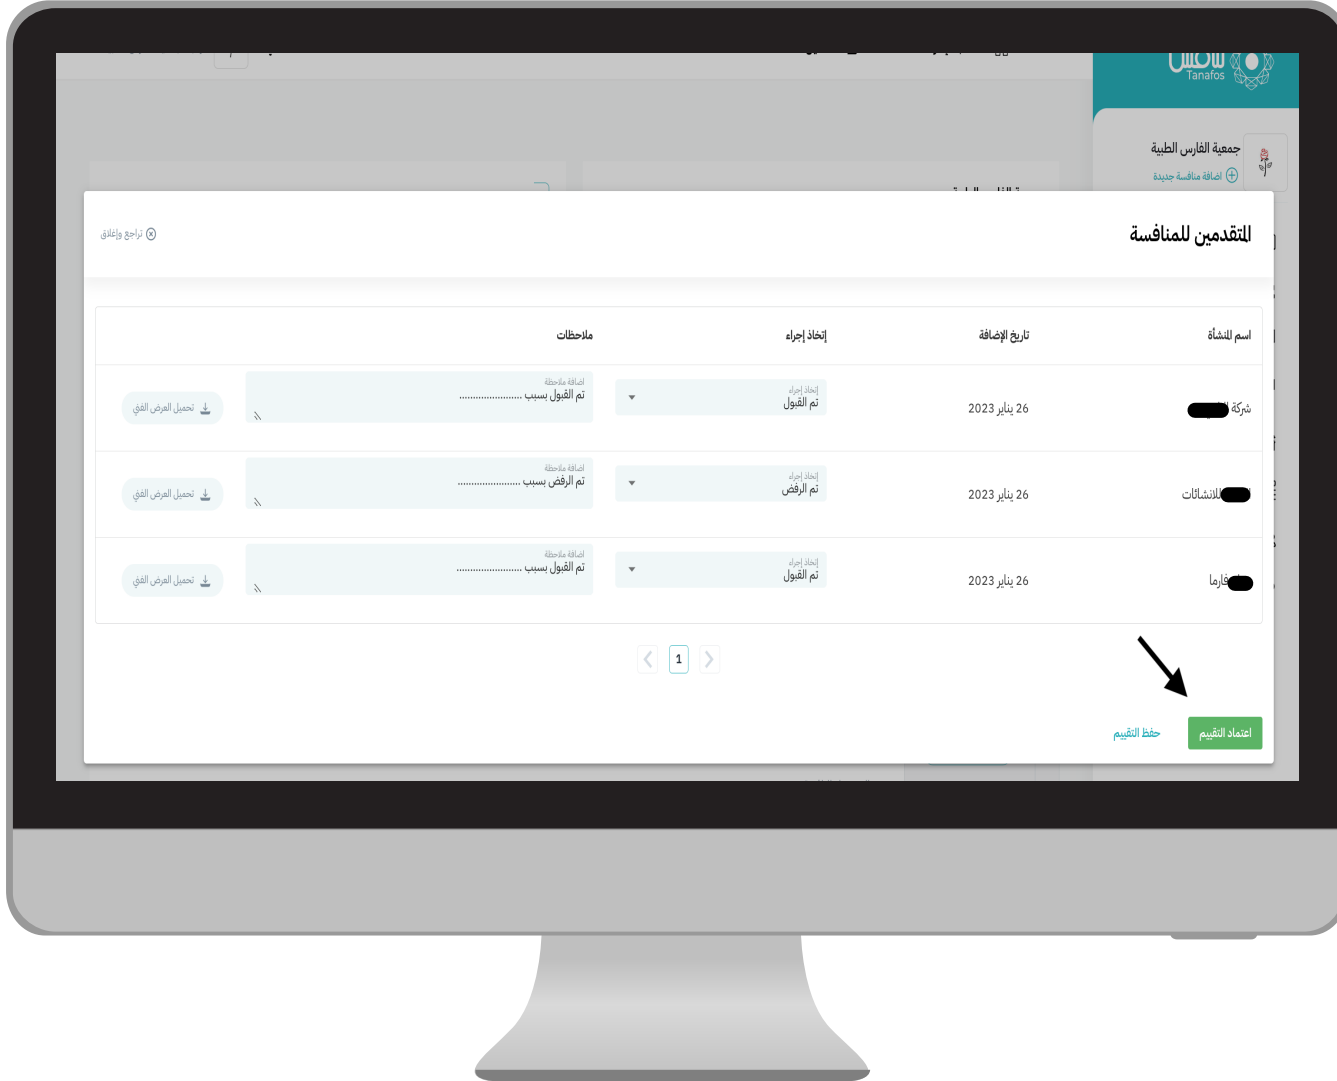 Tanafos
جمعية الفارس الطبية
اضافة منافسة جديدة
المتقدمين للمنافسة
تراجع وإغلاق
اسم المنشأة تاريخ الإضافة إتخاذ إجراء ملاحظات
شركة 26 يناير 2023 إتخاذ إجراء تم القبول اضافة ملاحظة تم القبول بسبب ....................... تحميل العرض الفني
للانشائات 26 يناير 2023 إتخاذ إجراء تم الرفض اضافة ملاحظة تم الرفض بسبب ....................... تحميل العرض الفني
فارما 26 يناير 2023 إتخاذ إجراء تم القبول اضافة ملاحظة تم القبول بسبب ........................ تحميل العرض الفني
1
اعتماد التقييم حفظ التقييم